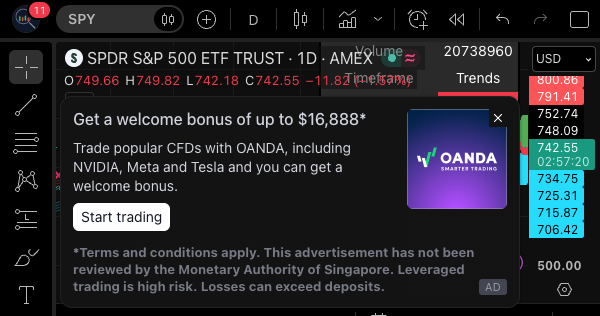 11
SPY
D
Volume 20738960
SPDR S&P 500 ETF TRUST · 1D · AMEX
O749.66 H749.82 L742.18 C742.55 −11.82 (−1.57%)
Timeframe Trends
USD
800.86
791.41
752.74
748.09
742.55
02:57:20
734.75
725.31
715.87
706.42
500.00
Get a welcome bonus of up to $16,888*
Trade popular CFDs with OANDA, including
NVIDIA, Meta and Tesla and you can get a
welcome bonus.
Start trading
OANDA
SMARTER TRADING
*Terms and conditions apply. This advertisement has not been
reviewed by the Monetary Authority of Singapore. Leveraged
trading is high risk. Losses can exceed deposits.
AD